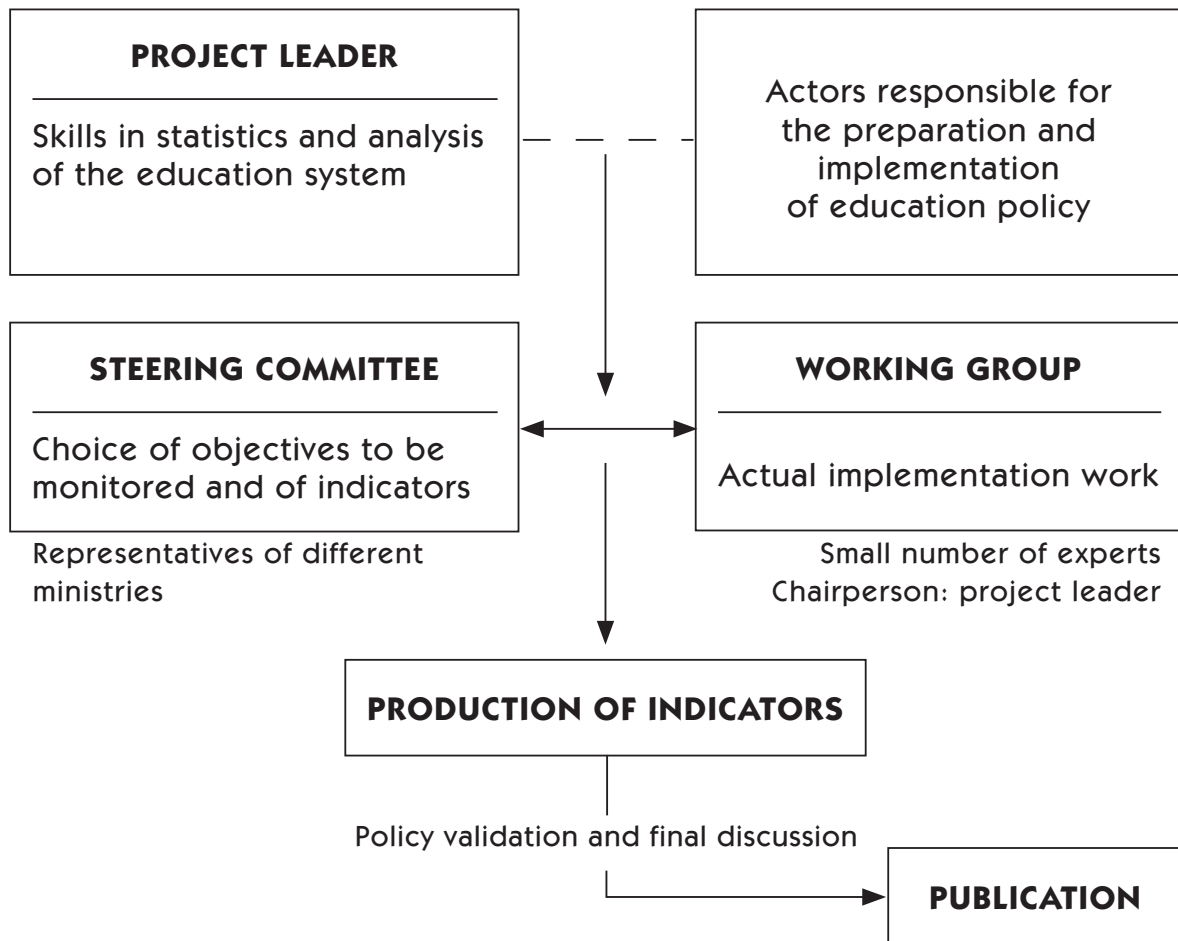 PROJECT LEADER
Skills in statistics and analysis
of the education system
Actors responsible for
the preparation and
implementation
of education policy
STEERING COMMITTEE
Choice of objectives to be
monitored and of indicators
Representatives of different
ministries
WORKING GROUP
Actual implementation work
Small number of experts
Chairperson: project leader
PRODUCTION OF INDICATORS
Policy validation and final discussion
PUBLICATION